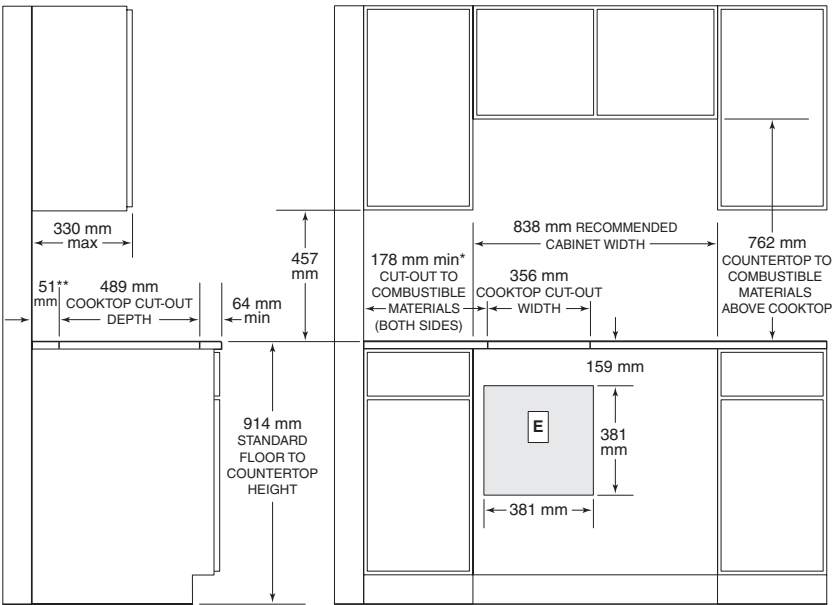 330 mm
max
51**
mm
489 mm
COOKTOP CUT-OUT
DEPTH
64 mm
min
457
mm
914 mm
STANDARD
FLOOR TO
COUNTERTOP
HEIGHT
178 mm min*
CUT-OUT TO
COMBUSTIBLE
MATERIALS
(BOTH SIDES)
838 mm RECOMMENDED
CABINET WIDTH
356 mm
COOKTOP CUT-OUT
WIDTH
762 mm
COUNTERTOP TO
COMBUSTIBLE
MATERIALS
ABOVE COOKTOP
159 mm
E
381
mm
381 mm